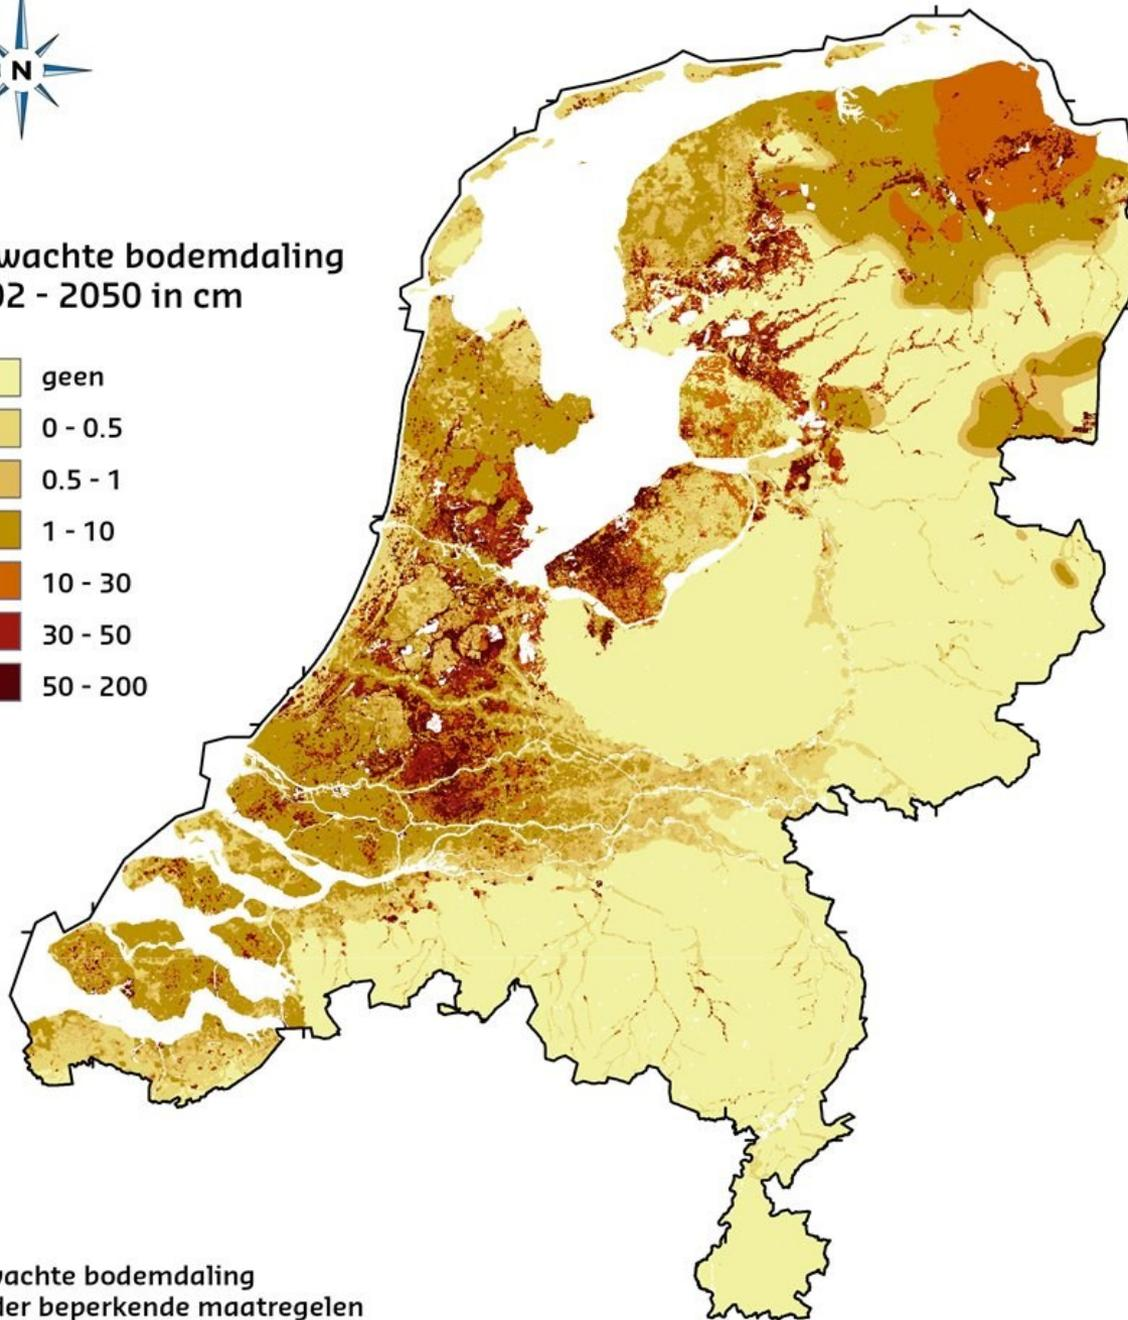 N
wachte bodemdaling
02 - 2050 in cm
geen
0 - 0.5
0.5 - 1
1 - 10
10 - 30
30 - 50
50 - 200
wachte bodemdaling
der beperkende maatregelen